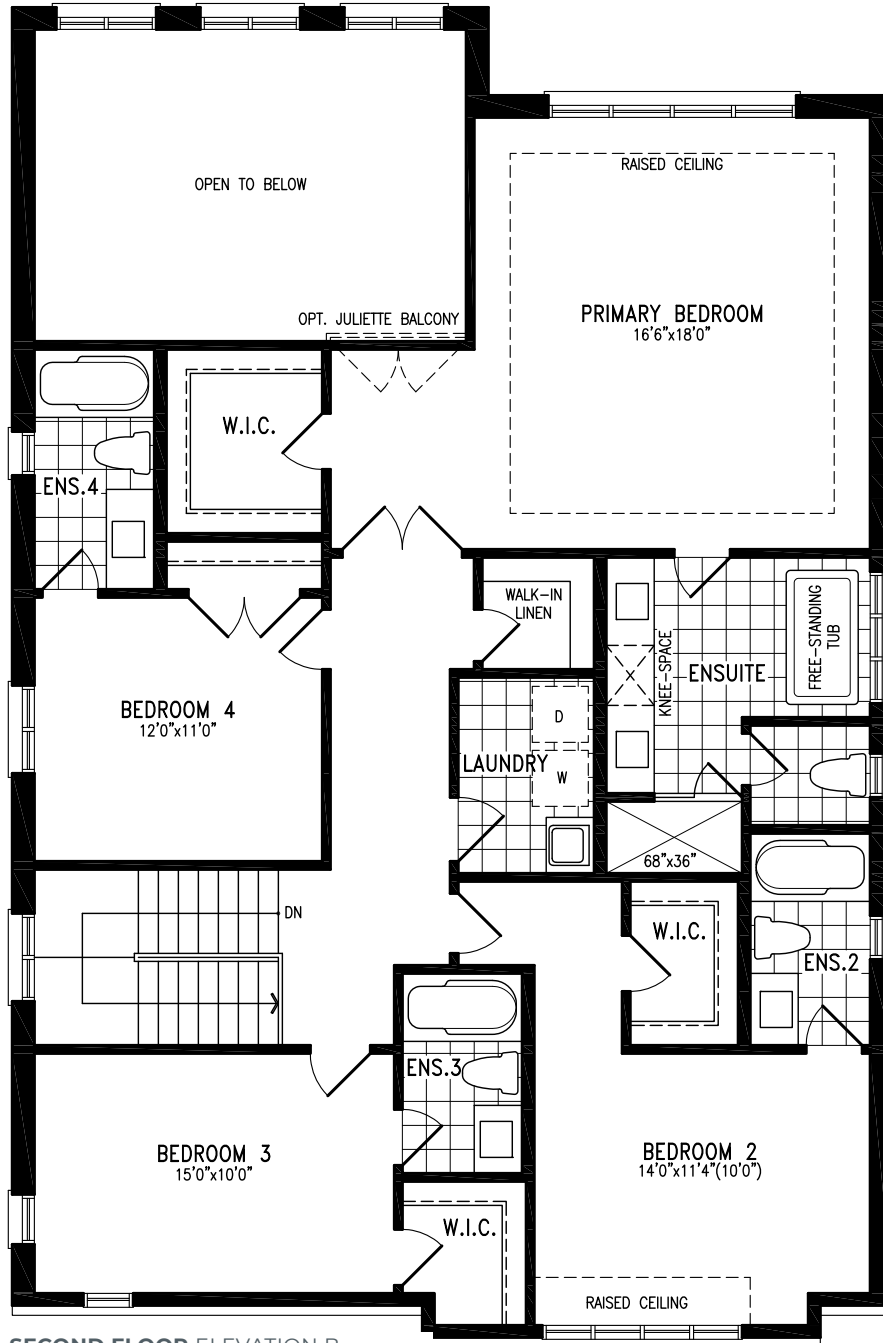 OPEN TO BELOW
RAISED CEILING
OPT. JULIETTE BALCONY
PRIMARY BEDROOM
16'6"x18'0"
W.I.C.
ENS.4
WALK-IN
LINEN
KNEE-SPACE
ENSUITE
FREE-STANDING
TUB
BEDROOM 4
12'0"x11'0"
D
LAUNDRY
W
68"x36"
DN
W.I.C.
ENS.2
ENS.3
BEDROOM 3
15'0"x10'0"
BEDROOM 2
14'0"x11'4"(10'0")
W.I.C.
RAISED CEILING
SECOND FLOOR ELEVATION B